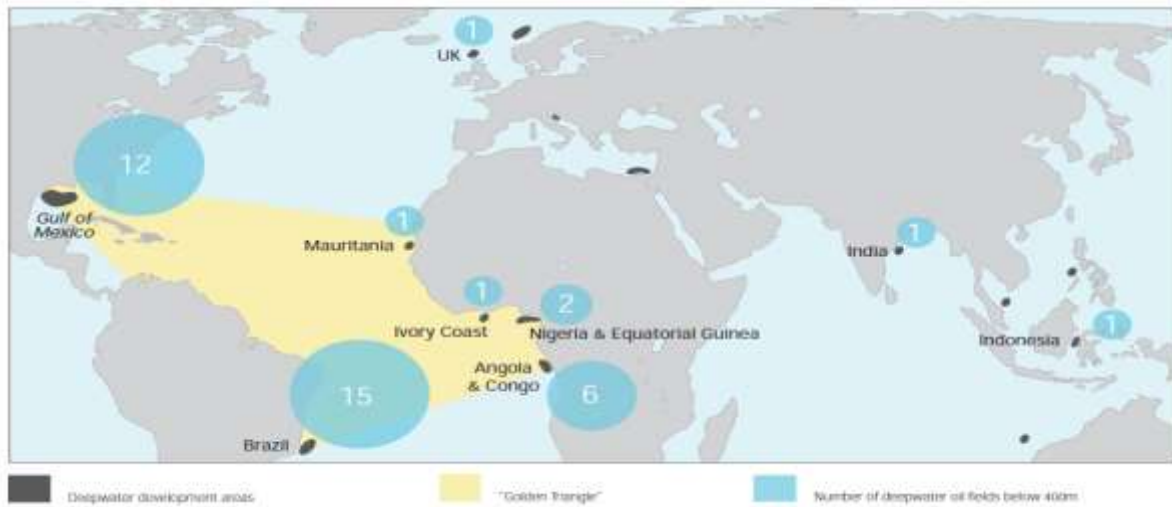 1
UK
12
Gulf of
Mexico
1
Mauritania
1
India
1
Ivory Coast
2
Nigeria & Equatorial Guinea
1
Indonesia
Angola
& Congo
15
6
Brazil
Deepwater development areas
"Golden Triangle"
Number of deepwater oil fields below 400m